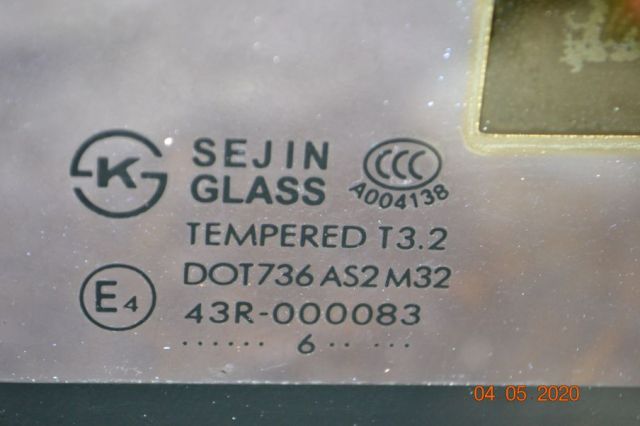 K
SEJIN
GLASS
CCC
A004138
TEMPERED T3.2
DOT736 AS2 M32
E4
43R-000083
...... 6 .. ...
04 05 2020